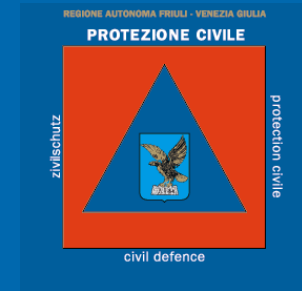 REGIONE AUTONOMA FRIULI - VENEZIA GIULIA
PROTEZIONE CIVILE
zivilschutz
protection civile
civil defence